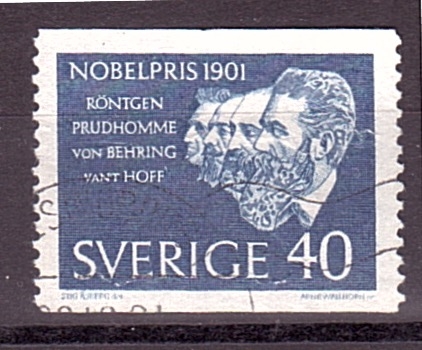 NOBELPRIS 1901
RÖNTGEN
PRUDHOMME
VON BEHRING
VANT HOFF
SVERIGE 40